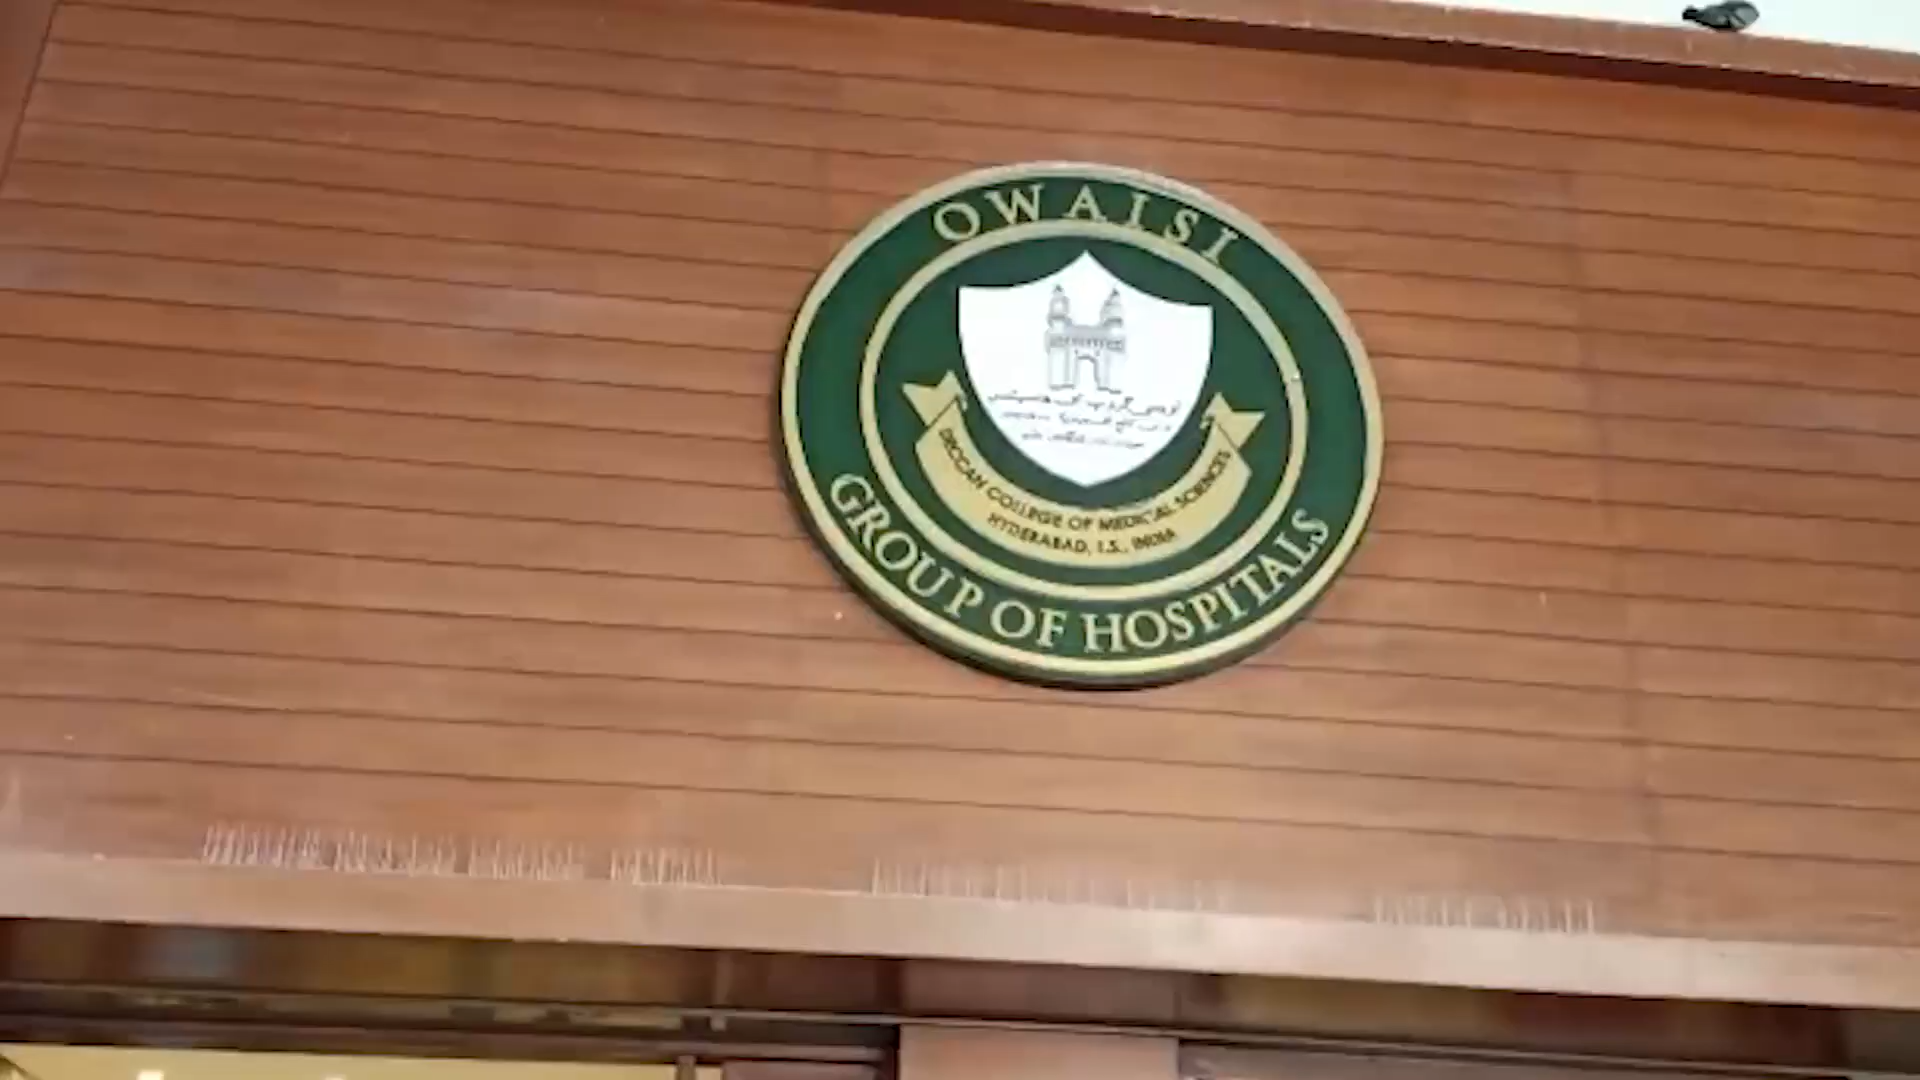 OWAISI
DECCAN COLLEGE OF MEDICAL SCIENCES
HYDERABAD, I.S., INDIA
GROUP OF HOSPITALS